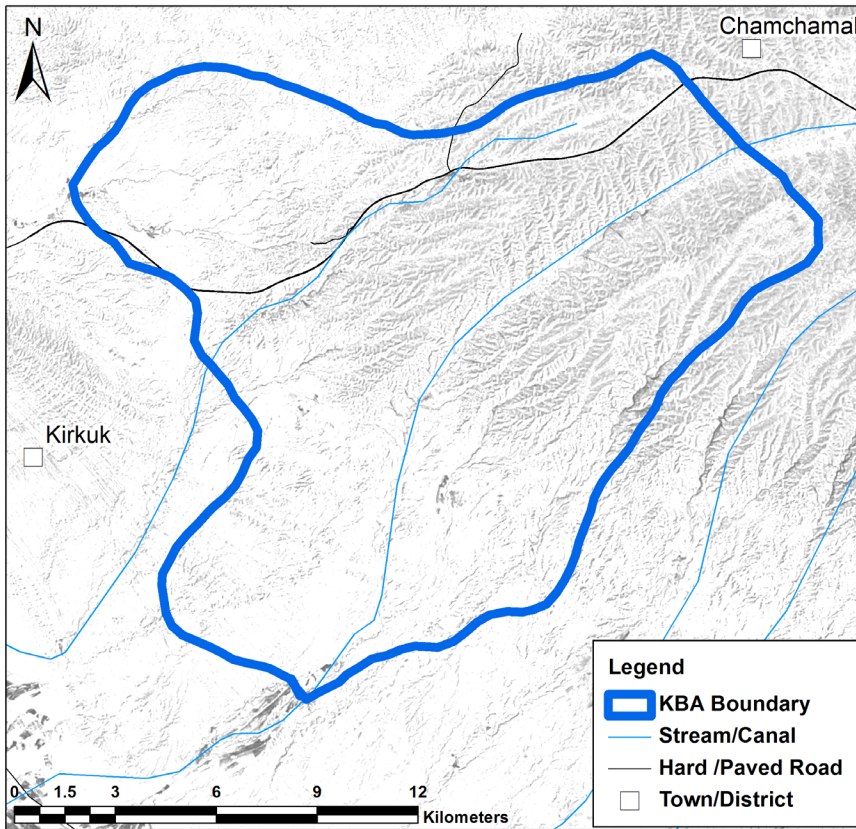 N
Chamchamal
Kirkuk
Legend
KBA Boundary
Stream/Canal
Hard /Paved Road
Town/District
0 1.5 3 6 9 12
Kilometers